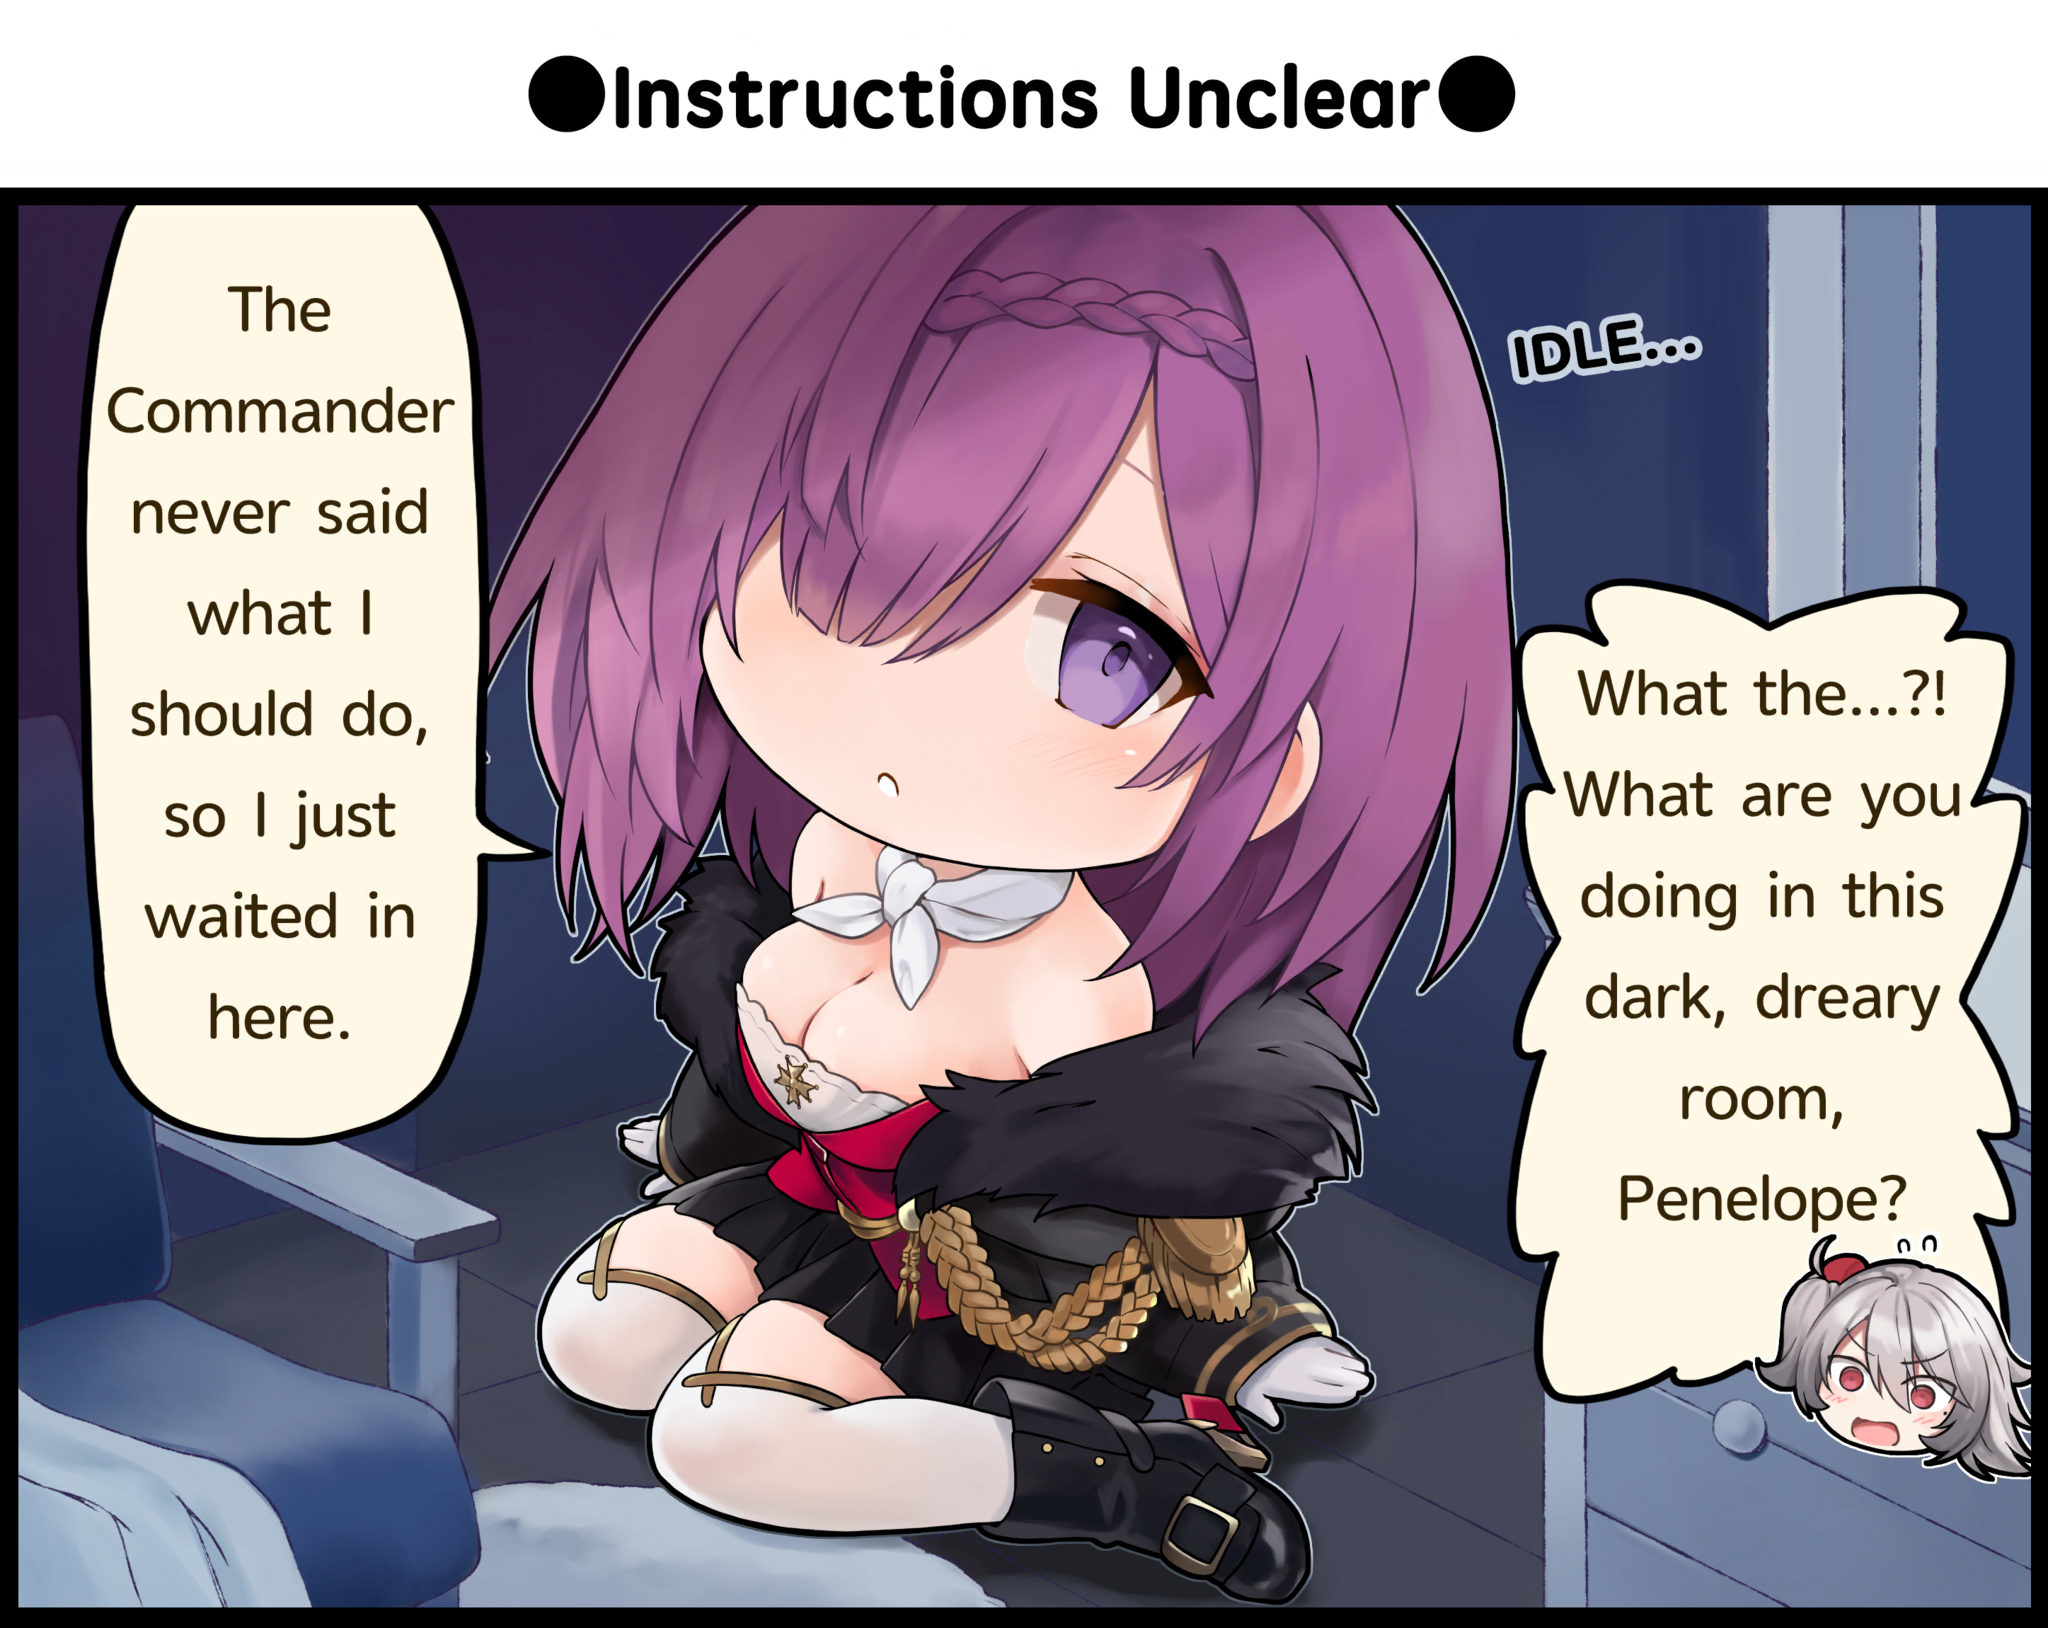 ●Instructions Unclear●
The
Commander
never said
what I
should do,
so I just
waited in
here.
IDLE...
What the...?!
What are you
doing in this
dark, dreary
room,
Penelope?